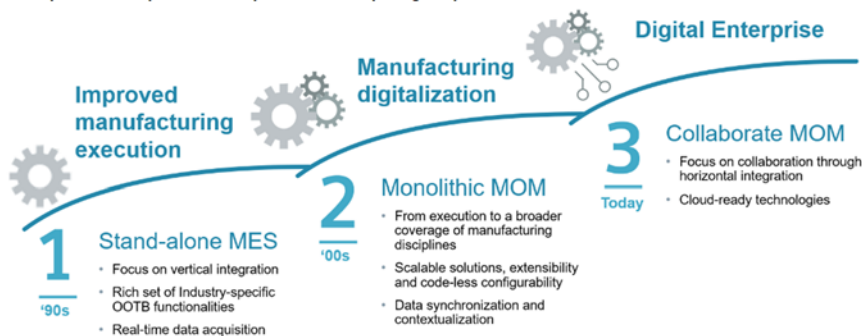 Improved
manufacturing
execution
1
'90s
Stand-alone MES
• Focus on vertical integration
• Rich set of Industry-specific
OOTB functionalities
• Real-time data acquisition
Manufacturing
digitalization
2
'00s
Monolithic MOM
• From execution to a broader
coverage of manufacturing
disciplines
• Scalable solutions, extensibility
and code-less configurability
• Data synchronization and
contextualization
Digital Enterprise
3
Today
Collaborate MOM
• Focus on collaboration through
horizontal integration
• Cloud-ready technologies